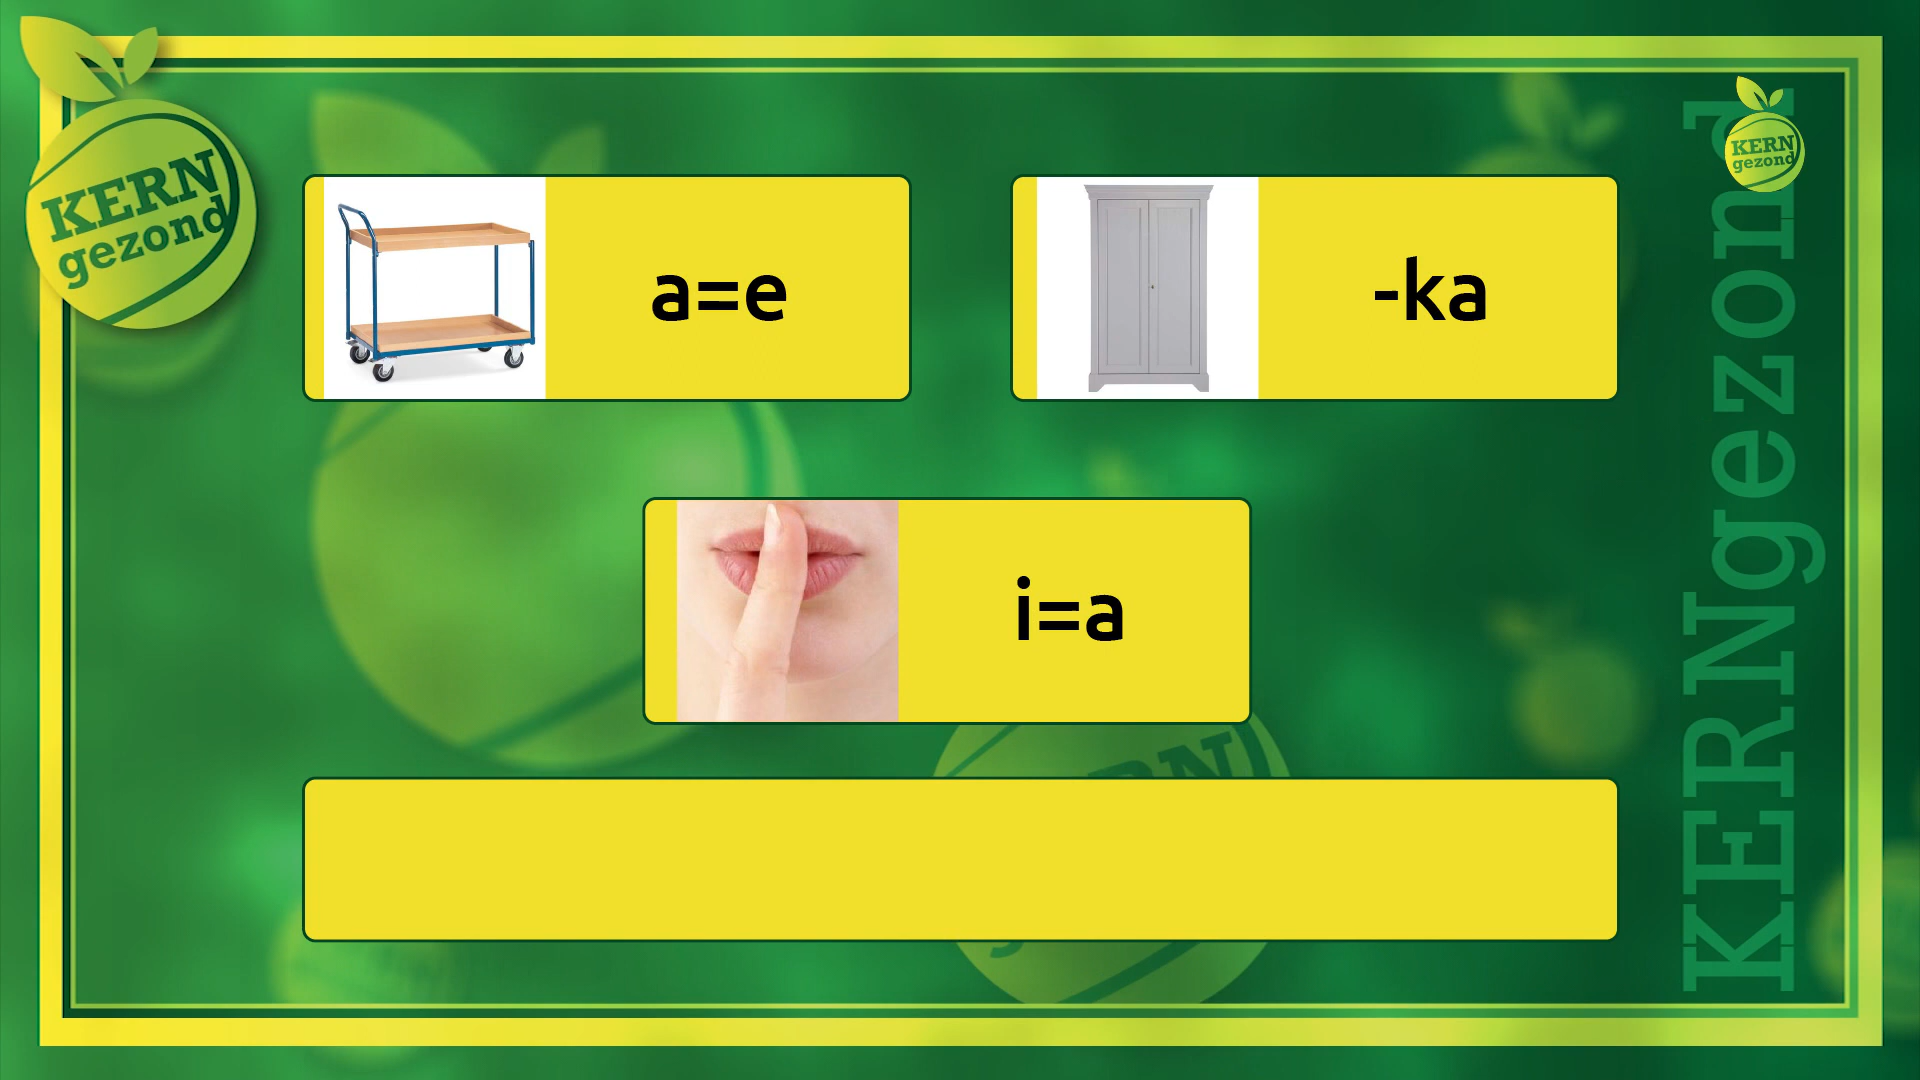 KERN
gezond
a=e
-ka
i=a
KERNgezond
KERN
gezond